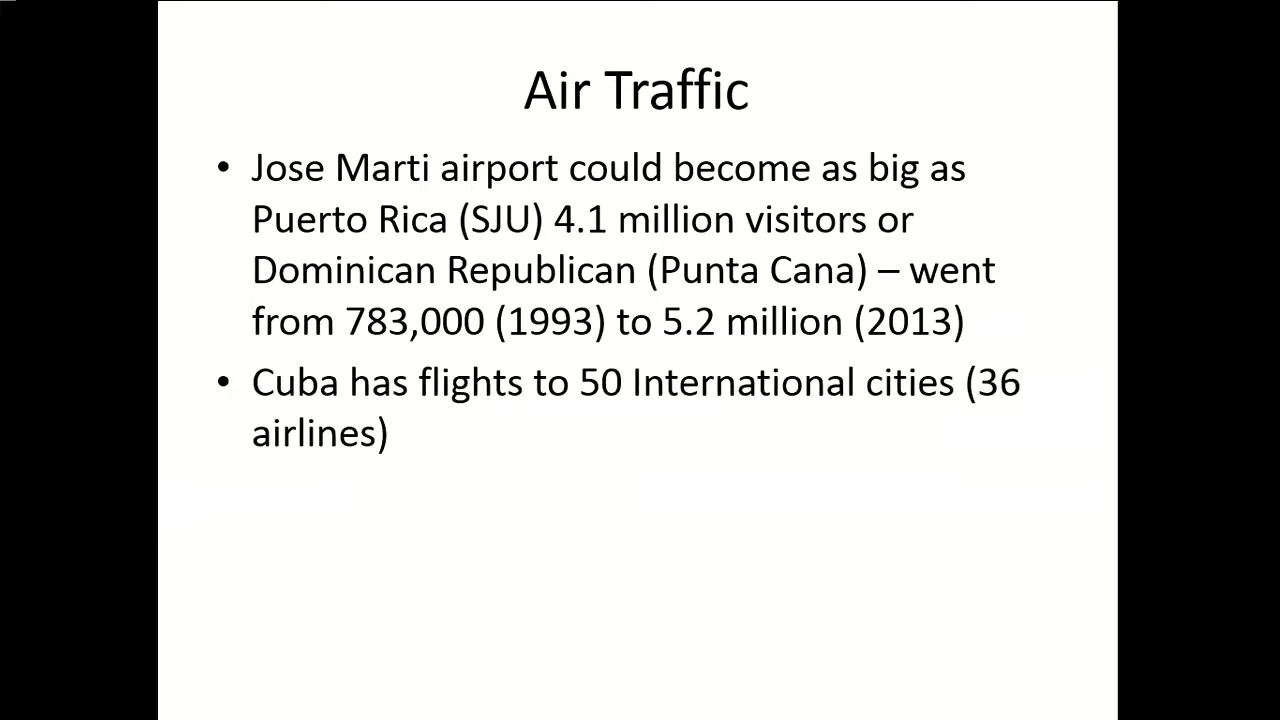 Air Traffic
• Jose Marti airport could become as big as
Puerto Rica (SJU) 4.1 million visitors or
Dominican Republican (Punta Cana) – went
from 783,000 (1993) to 5.2 million (2013)
• Cuba has flights to 50 International cities (36
airlines)